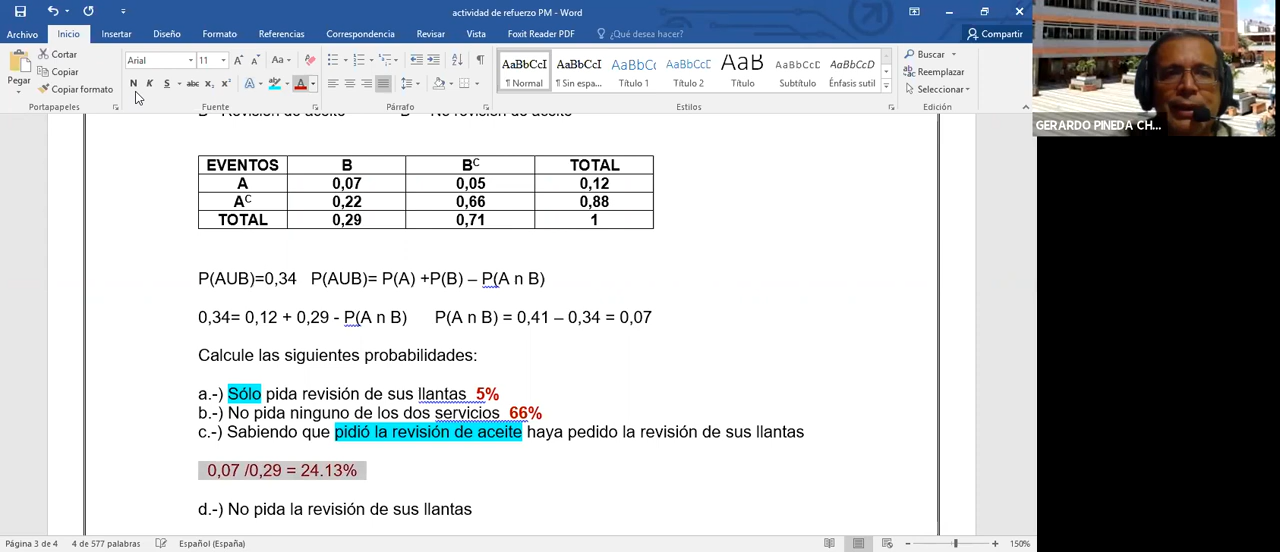 actividad de refuerzo PM - Word
Archivo Inicio Insertar Diseño Formato Referencias Correspondencia Revisar Vista Foxit Reader PDF ¿Qué desea hacer? Compartir
Pegar
Cortar
Copiar
Copiar formato
Portapapeles
Arial 11
N K S abc X₂ X²
Fuente
Párrafo
AaBbCcI AaBbCcI AaBbC( AaBbCcC AaB AaBbCcC AaBbCcD
¶ Normal ¶ Sin espa... Título 1 Título 2 Título Subtítulo Énfasis sutil
Estilos
Buscar
Reemplazar
Seleccionar
Edición
GERARDO PINEDA CH...
EVENTOS B Bᶜ TOTAL
A 0,07 0,05 0,12
Aᶜ 0,22 0,66 0,88
TOTAL 0,29 0,71 1
P(AUB)=0,34 P(AUB)= P(A) +P(B) – P(A n B)
0,34= 0,12 + 0,29 - P(A n B) P(A n B) = 0,41 – 0,34 = 0,07
Calcule las siguientes probabilidades:
a.-) Sólo pida revisión de sus llantas 5%
b.-) No pida ninguno de los dos servicios 66%
c.-) Sabiendo que pidió la revisión de aceite haya pedido la revisión de sus llantas
0,07 /0,29 = 24.13%
d.-) No pida la revisión de sus llantas
Página 3 de 4 4 de 577 palabras Español (España) 150%